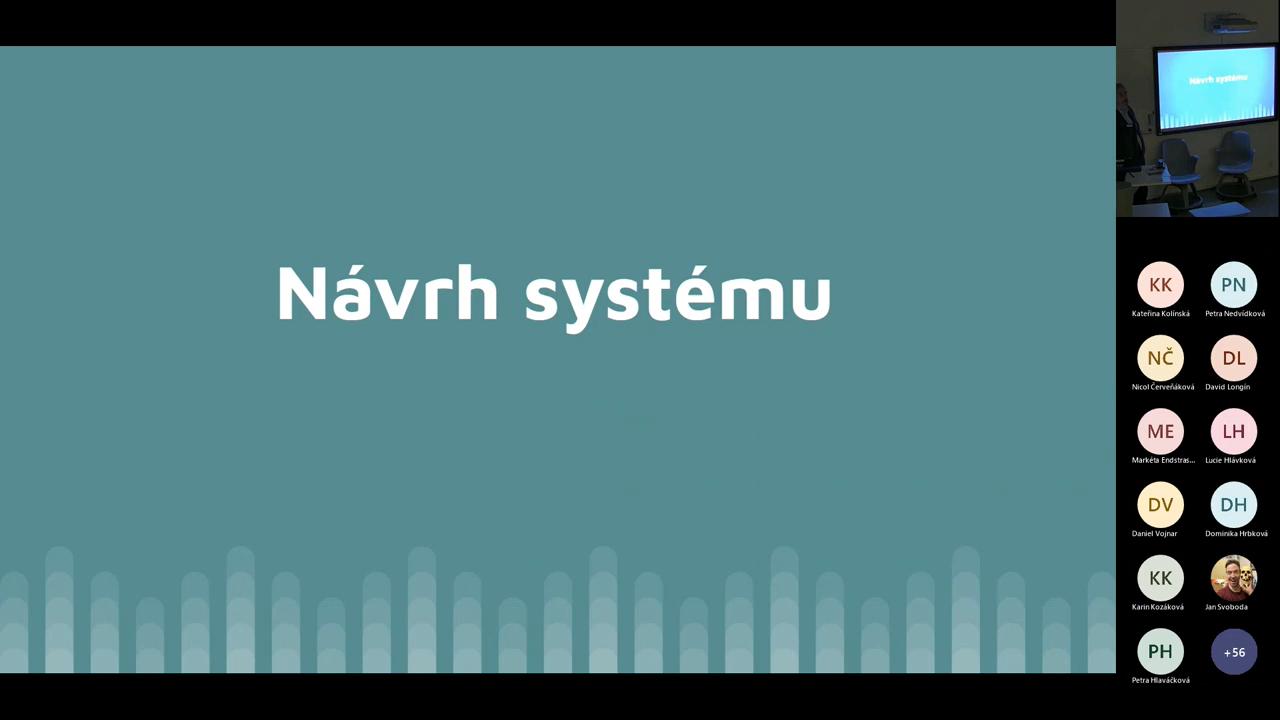 Návrh systému
Návrh systému
KK
PN
Kateřina Kolínská
Petra Nedvídková
NČ
DL
Nicol Červeňáková
David Longín
ME
LH
Markéta Endstras...
Lucie Hlávková
DV
DH
Daniel Vojnar
Dominika Hrbková
KK
Karin Kozáková
Jan Svoboda
PH
+56
Petra Hlaváčková